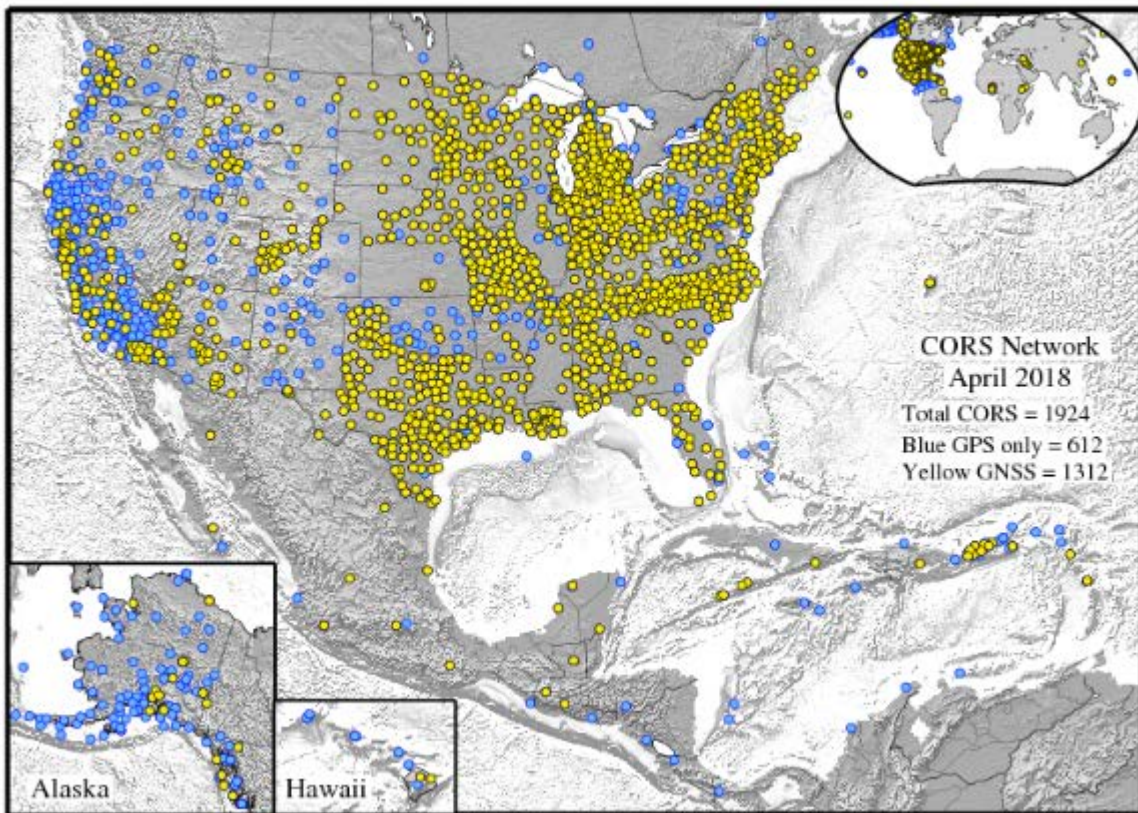 CORS Network
April 2018
Total CORS = 1924
Blue GPS only = 612
Yellow GNSS = 1312
Alaska
Hawaii